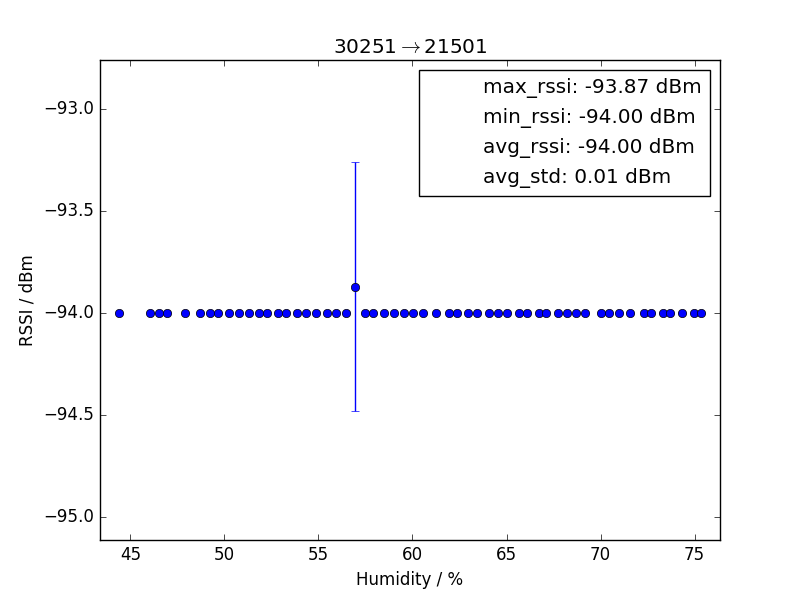 30251→21501
max_rssi: -93.87 dBm
min_rssi: -94.00 dBm
avg_rssi: -94.00 dBm
avg_std: 0.01 dBm
−93.0
−93.5
−94.0
−94.5
−95.0
RSSI / dBm
45 50 55 60 65 70 75
Humidity / %